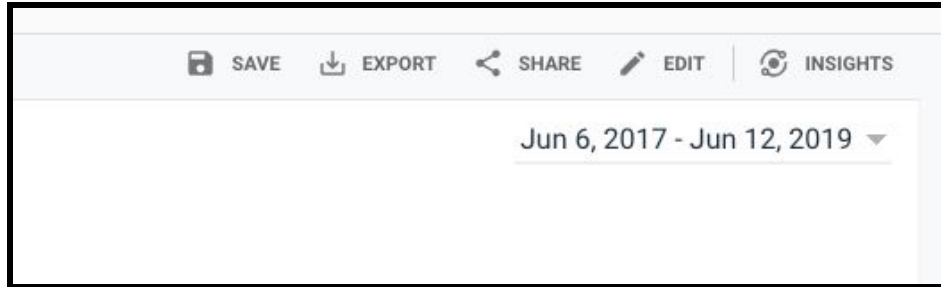 SAVE EXPORT SHARE EDIT INSIGHTS
Jun 6, 2017 - Jun 12, 2019